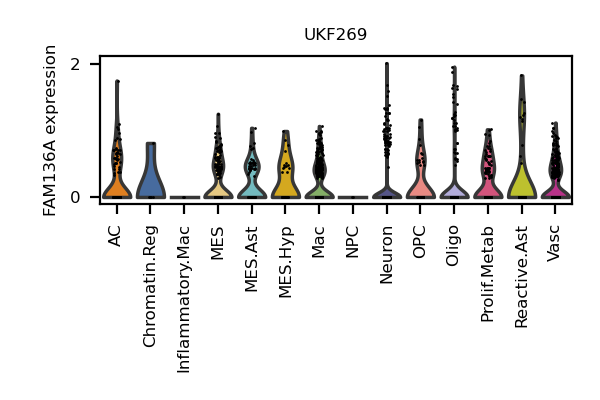 UKF269
FAM136A expression
2
0
AC
Chromatin.Reg
Inflammatory.Mac
MES
MES.Ast
MES.Hyp
Mac
NPC
Neuron
OPC
Oligo
Prolif.Metab
Reactive.Ast
Vasc